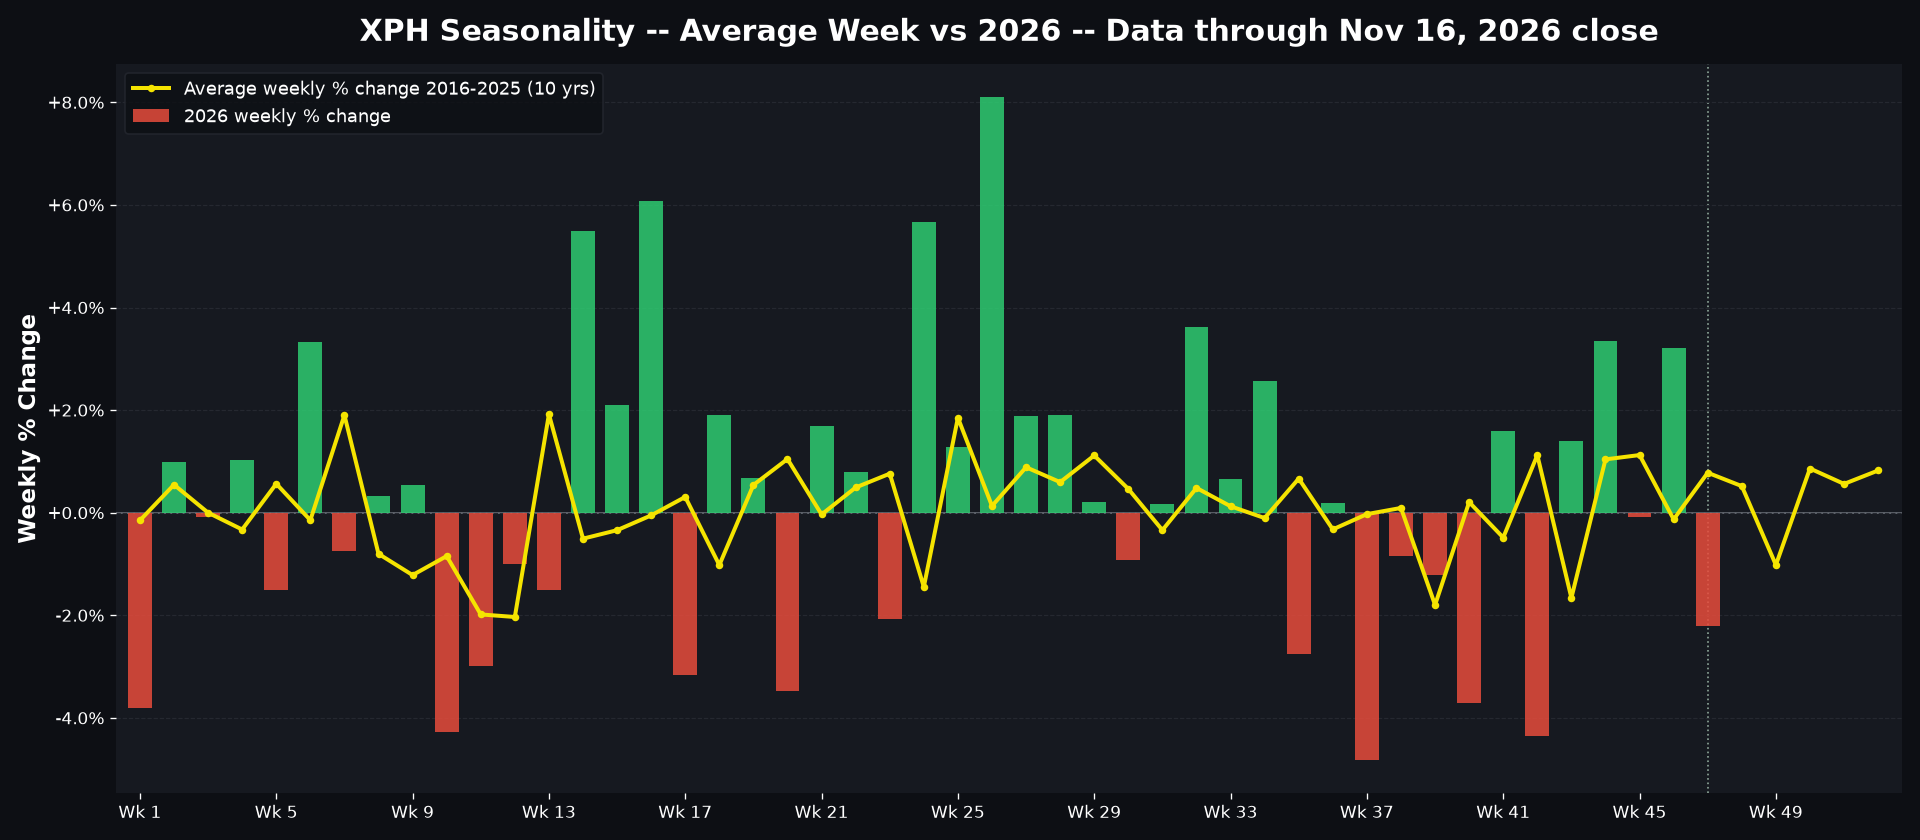 XPH Seasonality -- Average Week vs 2026 -- Data through Nov 16, 2026 close
Average weekly % change 2016-2025 (10 yrs)
2026 weekly % change
Weekly % Change
+8.0%
+6.0%
+4.0%
+2.0%
+0.0%
-2.0%
-4.0%
Wk 1
Wk 5
Wk 9
Wk 13
Wk 17
Wk 21
Wk 25
Wk 29
Wk 33
Wk 37
Wk 41
Wk 45
Wk 49